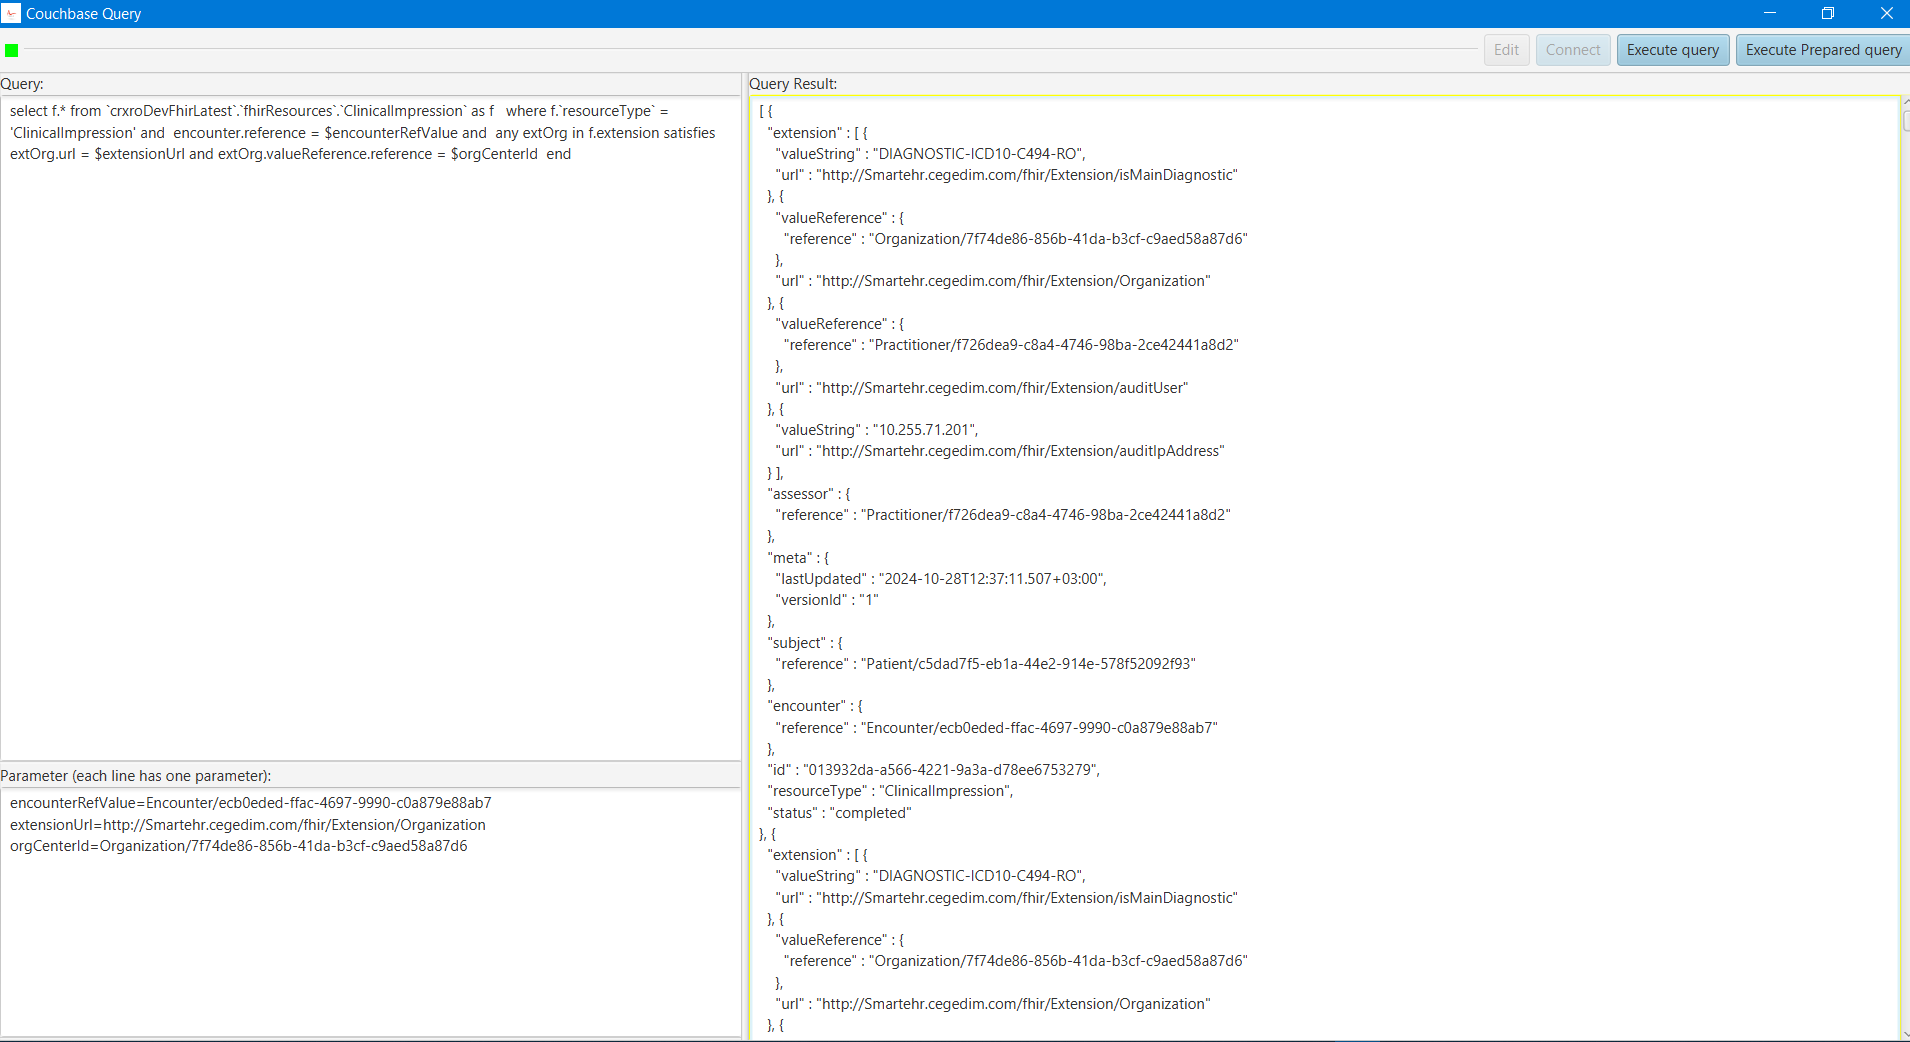 Couchbase Query
Edit
Connect
Execute query
Execute Prepared query
Query:
select f.* from `crxroDevFhirLatest`.`fhirResources`.`ClinicalImpression` as f   where f.`resourceType` =
'ClinicalImpression' and  encounter.reference = $encounterRefValue and  any extOrg in f.extension satisfies
extOrg.url = $extensionUrl and extOrg.valueReference.reference = $orgCenterId  end
Parameter (each line has one parameter):
encounterRefValue=Encounter/ecb0eded-ffac-4697-9990-c0a879e88ab7
extensionUrl=http://Smartehr.cegedim.com/fhir/Extension/Organization
orgCenterId=Organization/7f74de86-856b-41da-b3cf-c9aed58a87d6
Query Result:
[ {
  "extension" : [ {
    "valueString" : "DIAGNOSTIC-ICD10-C494-RO",
    "url" : "http://Smartehr.cegedim.com/fhir/Extension/isMainDiagnostic"
  }, {
    "valueReference" : {
      "reference" : "Organization/7f74de86-856b-41da-b3cf-c9aed58a87d6"
    },
    "url" : "http://Smartehr.cegedim.com/fhir/Extension/Organization"
  }, {
    "valueReference" : {
      "reference" : "Practitioner/f726dea9-c8a4-4746-98ba-2ce42441a8d2"
    },
    "url" : "http://Smartehr.cegedim.com/fhir/Extension/auditUser"
  }, {
    "valueString" : "10.255.71.201",
    "url" : "http://Smartehr.cegedim.com/fhir/Extension/auditIpAddress"
  } ],
  "assessor" : {
    "reference" : "Practitioner/f726dea9-c8a4-4746-98ba-2ce42441a8d2"
  },
  "meta" : {
    "lastUpdated" : "2024-10-28T12:37:11.507+03:00",
    "versionId" : "1"
  },
  "subject" : {
    "reference" : "Patient/c5dad7f5-eb1a-44e2-914e-578f52092f93"
  },
  "encounter" : {
    "reference" : "Encounter/ecb0eded-ffac-4697-9990-c0a879e88ab7"
  },
  "id" : "013932da-a566-4221-9a3a-d78ee6753279",
  "resourceType" : "ClinicalImpression",
  "status" : "completed"
}, {
  "extension" : [ {
    "valueString" : "DIAGNOSTIC-ICD10-C494-RO",
    "url" : "http://Smartehr.cegedim.com/fhir/Extension/isMainDiagnostic"
  }, {
    "valueReference" : {
      "reference" : "Organization/7f74de86-856b-41da-b3cf-c9aed58a87d6"
    },
    "url" : "http://Smartehr.cegedim.com/fhir/Extension/Organization"
  }, {